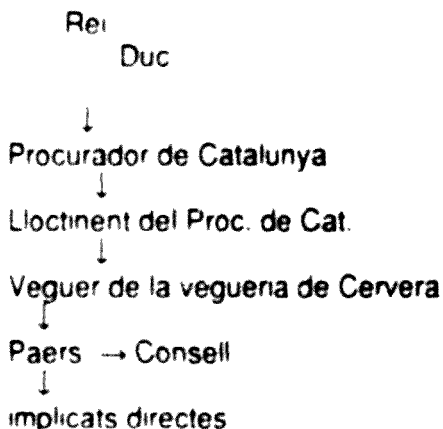 Rei
Duc
↓
Procurador de Catalunya
↓
Lloctinent del Proc. de Cat.
↓
Veguer de la vegueria de Cervera
↓
Paers → Consell
↓
implicats directes